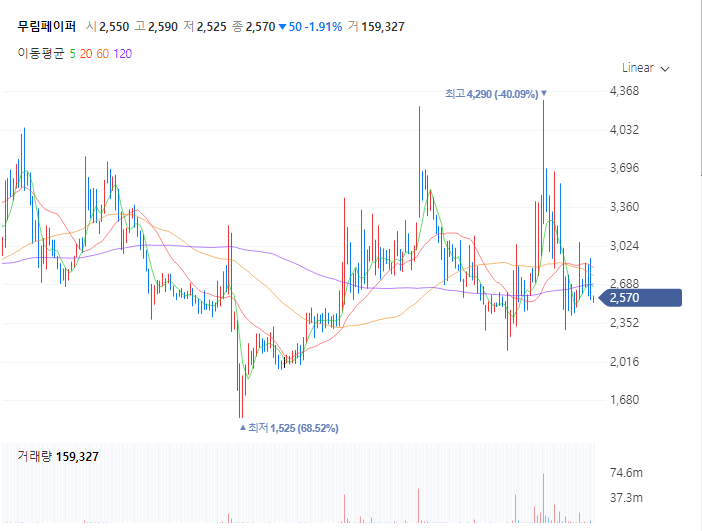 무림페이퍼 시 2,550 고 2,590 저 2,525 종 2,570 ▼ 50 -1.91% 거 159,327
이동평균 5 20 60 120
Linear
최고 4,290 (-40.09%) ▼
4,368
4,032
3,696
3,360
3,024
2,688
2,570
2,352
2,016
1,680
▲ 최저 1,525 (68.52%)
거래량 159,327
74.6m
37.3m